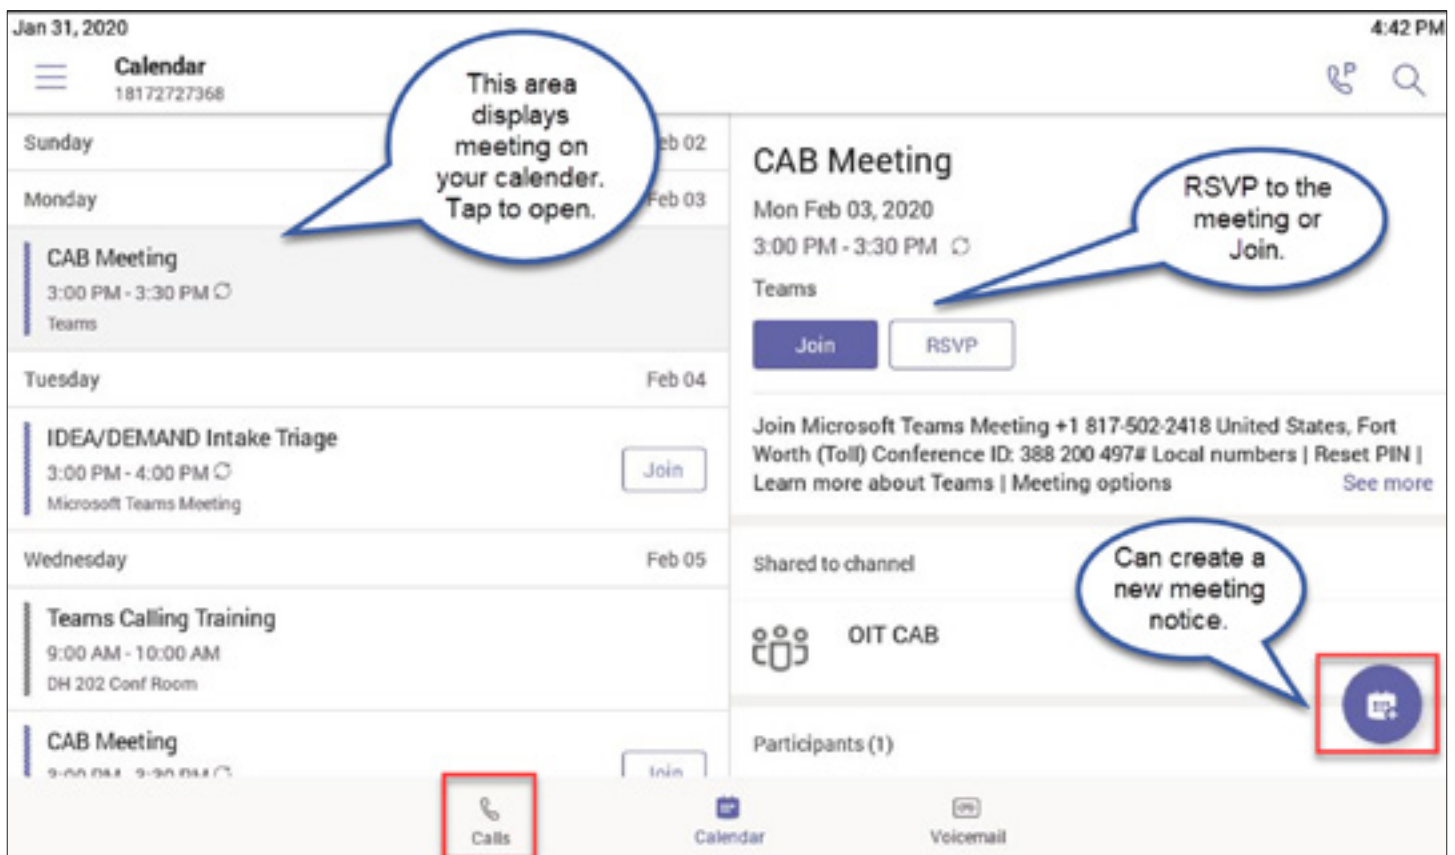 Jan 31, 2020
4:42 PM
Calendar
18172727368
P
This area
displays
meeting on
your calender.
Tap to open.
Sunday
eb 02
Monday
Feb 03
CAB Meeting
3:00 PM - 3:30 PM
Teams
Tuesday
Feb 04
IDEA/DEMAND Intake Triage
3:00 PM - 4:00 PM
Microsoft Teams Meeting
Join
Wednesday
Feb 05
Teams Calling Training
9:00 AM - 10:00 AM
DH 202 Conf Room
CAB Meeting
3:00 PM - 3:30 PM
Join
CAB Meeting
Mon Feb 03, 2020
3:00 PM - 3:30 PM
Teams
RSVP to the
meeting or
Join.
Join
RSVP
Join Microsoft Teams Meeting +1 817-502-2418 United States, Fort
Worth (Toll) Conference ID: 388 200 497# Local numbers | Reset PIN |
Learn more about Teams | Meeting options
See more
Shared to channel
Can create a
new meeting
notice.
OIT CAB
Participants (1)
Calls
Calendar
Voicemail